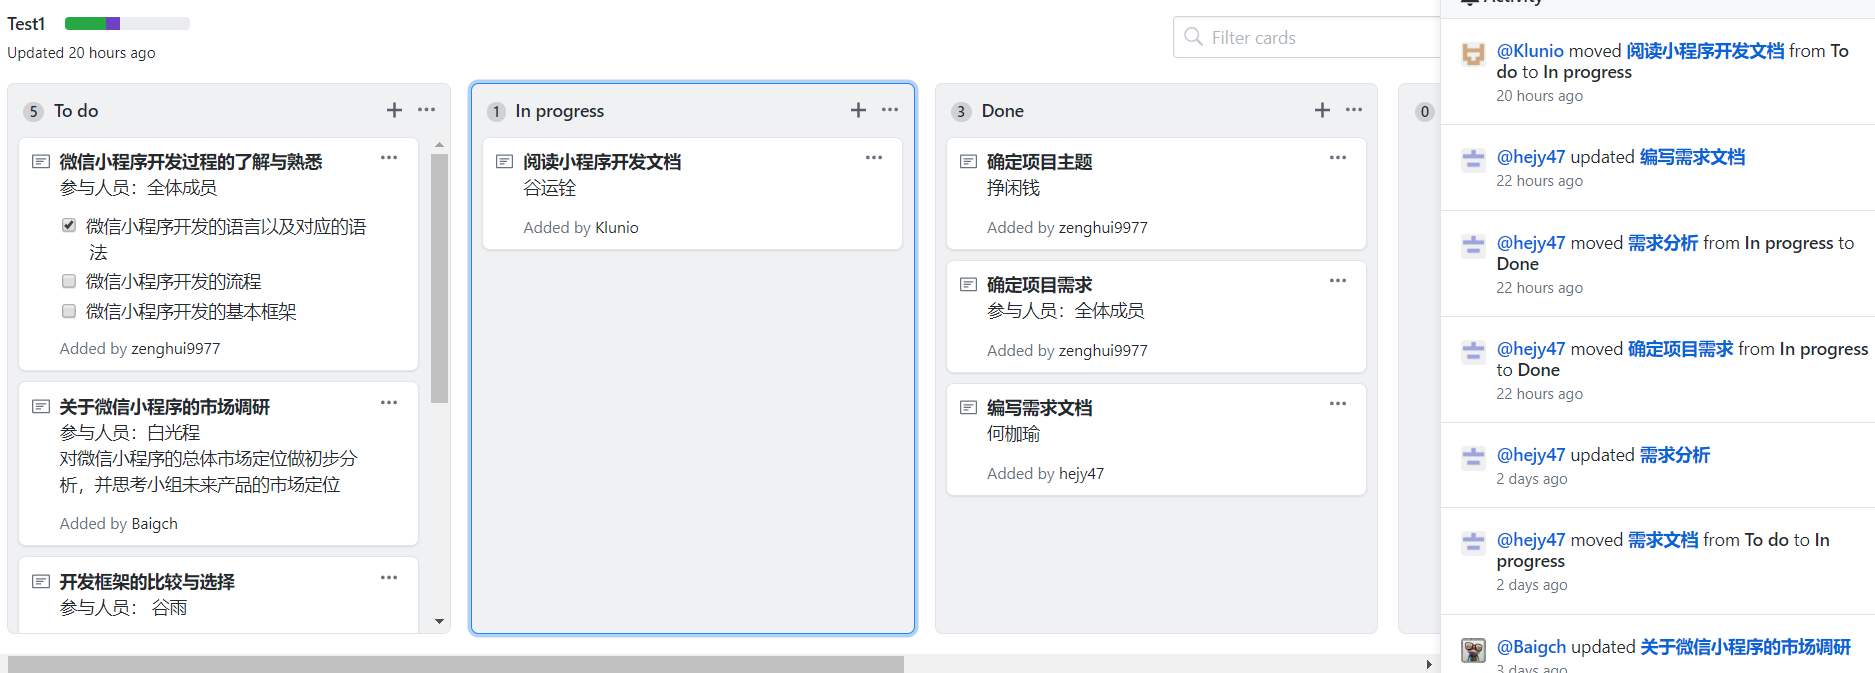 Test1
Updated 20 hours ago
Filter cards
5 To do
微信小程序开发过程的了解与熟悉
参与人员：全体成员
微信小程序开发的语言以及对应的语
法
微信小程序开发的流程
微信小程序开发的基本框架
Added by zenghui9977
关于微信小程序的市场调研
参与人员：白光程
对微信小程序的总体市场定位做初步分
析，并思考小组未来产品的市场定位
Added by Baigch
开发框架的比较与选择
参与人员： 谷雨
1 In progress
阅读小程序开发文档
谷运铨
Added by Klunio
3 Done
确定项目主题
挣闲钱
Added by zenghui9977
确定项目需求
参与人员：全体成员
Added by zenghui9977
编写需求文档
何枷瑜
Added by hejy47
0
Activity
@Klunio moved 阅读小程序开发文档 from To
do to In progress
20 hours ago
@hejy47 updated 编写需求文档
22 hours ago
@hejy47 moved 需求分析 from In progress to
Done
22 hours ago
@hejy47 moved 确定项目需求 from In progress
to Done
22 hours ago
@hejy47 updated 需求分析
2 days ago
@hejy47 moved 需求文档 from To do to In
progress
2 days ago
@Baigch updated 关于微信小程序的市场调研
3 days ago